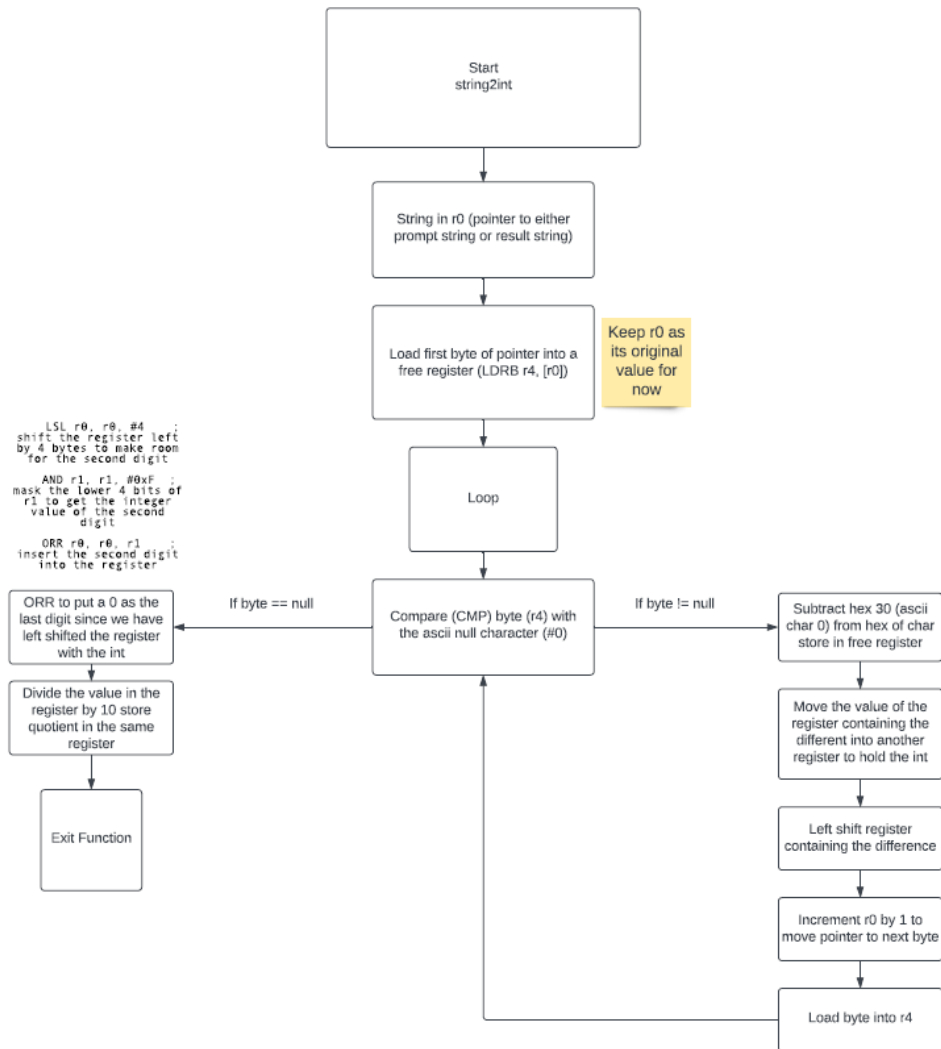 Start
string2int
String in r0 (pointer to either
prompt string or result string)
Load first byte of pointer into a
free register (LDRB r4, [r0])
Keep r0 as
its original
value for
now
LSL r0, r0, #4 ;
shift the register left
by 4 bytes to make room
for the second digit
AND r1, r1, #0xF ;
mask the lower 4 bits of
r1 to get the integer
value of the second
digit
ORR r0, r0, r1 ;
insert the second digit
into the register
Loop
If byte == null
Compare (CMP) byte (r4) with
the ascii null character (#0)
If byte != null
ORR to put a 0 as the
last digit since we have
left shifted the register
with the int
Divide the value in the
register by 10 store
quotient in the same
register
Exit Function
Subtract hex 30 (ascii
char 0) from hex of char
store in free register
Move the value of the
register containing the
different into another
register to hold the int
Left shift register
containing the difference
Increment r0 by 1 to
move pointer to next byte
Load byte into r4